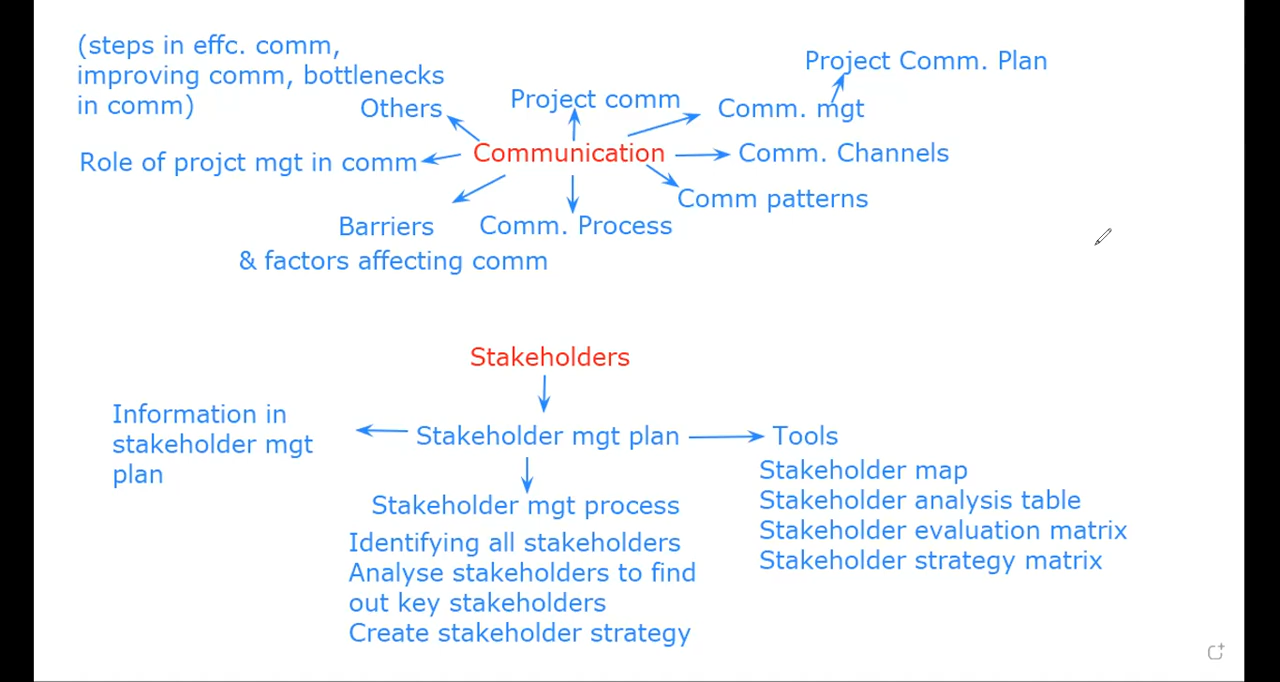 (steps in effc. comm,
improving comm, bottlenecks
in comm)
Others
Project comm
Project Comm. Plan
Comm. mgt
Role of projct mgt in comm
Communication
Comm. Channels
Comm patterns
Barriers
& factors affecting comm
Comm. Process
Stakeholders
Information in
stakeholder mgt
plan
Stakeholder mgt plan
Tools
Stakeholder map
Stakeholder analysis table
Stakeholder evaluation matrix
Stakeholder strategy matrix
Stakeholder mgt process
Identifying all stakeholders
Analyse stakeholders to find
out key stakeholders
Create stakeholder strategy